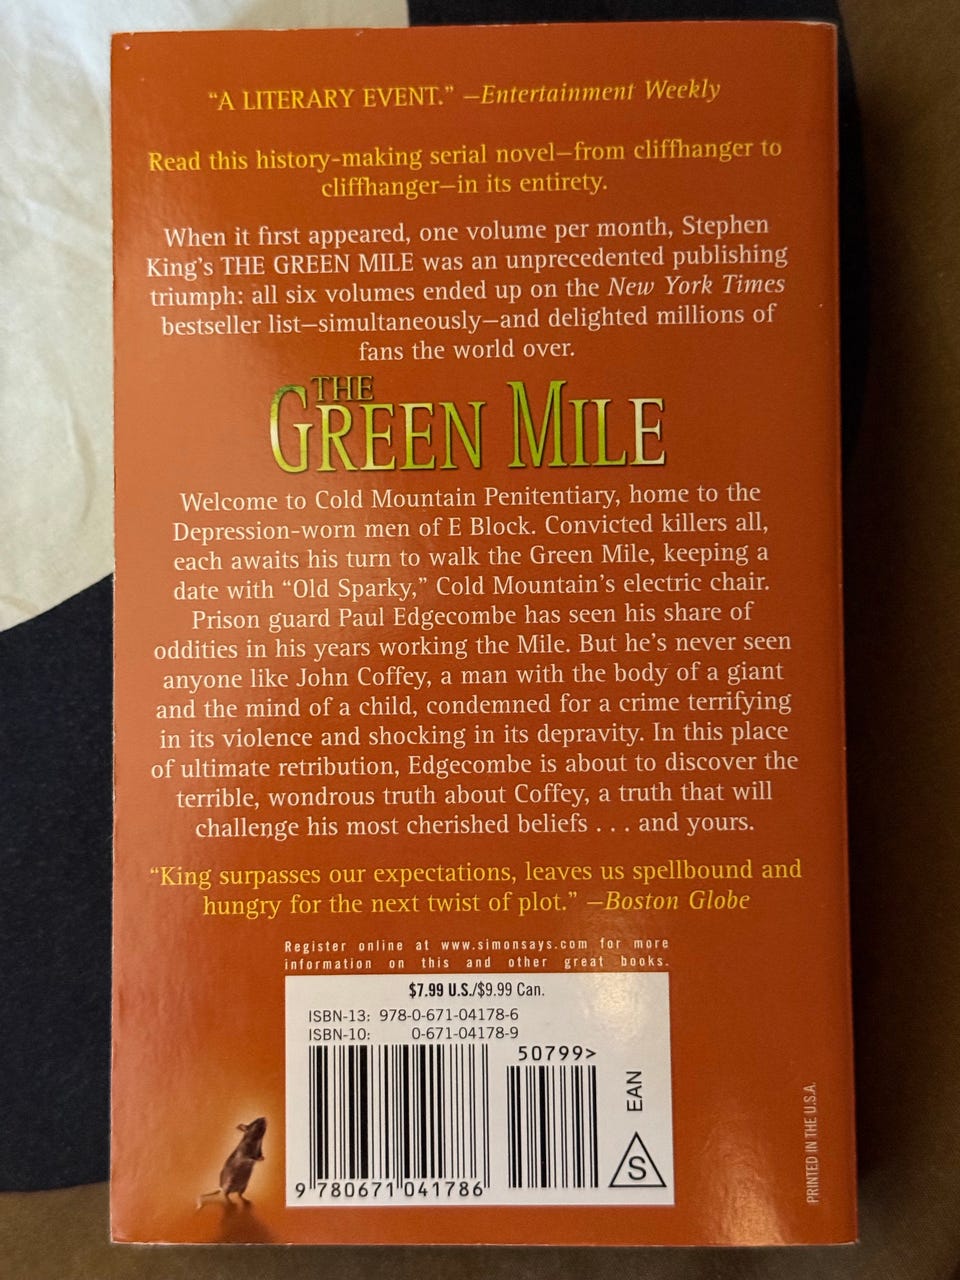 “A LITERARY EVENT.” —Entertainment Weekly
Read this history-making serial novel—from cliffhanger to
cliffhanger—in its entirety.
When it first appeared, one volume per month, Stephen
King’s THE GREEN MILE was an unprecedented publishing
triumph: all six volumes ended up on the New York Times
bestseller list—simultaneously—and delighted millions of
fans the world over.
THE
GREEN MILE
Welcome to Cold Mountain Penitentiary, home to the
Depression-worn men of E Block. Convicted killers all,
each awaits his turn to walk the Green Mile, keeping a
date with “Old Sparky,” Cold Mountain’s electric chair.
Prison guard Paul Edgecombe has seen his share of
oddities in his years working the Mile. But he’s never seen
anyone like John Coffey, a man with the body of a giant
and the mind of a child, condemned for a crime terrifying
in its violence and shocking in its depravity. In this place
of ultimate retribution, Edgecombe is about to discover the
terrible, wondrous truth about Coffey, a truth that will
challenge his most cherished beliefs . . . and yours.
“King surpasses our expectations, leaves us spellbound and
hungry for the next twist of plot.” —Boston Globe
Register online at www.simonsays.com for more
information on this and other great books.
$7.99 U.S./$9.99 Can.
ISBN-13: 978-0-671-04178-6
ISBN-10: 0-671-04178-9
50799>
EAN
S
9 780671 041786
PRINTED IN THE U.S.A.